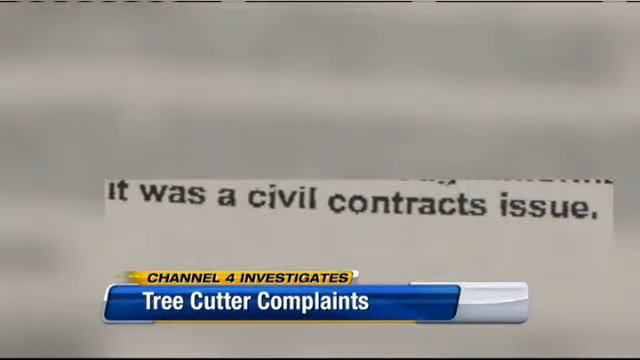 it was a civil contracts issue.
CHANNEL 4 INVESTIGATES
Tree Cutter Complaints